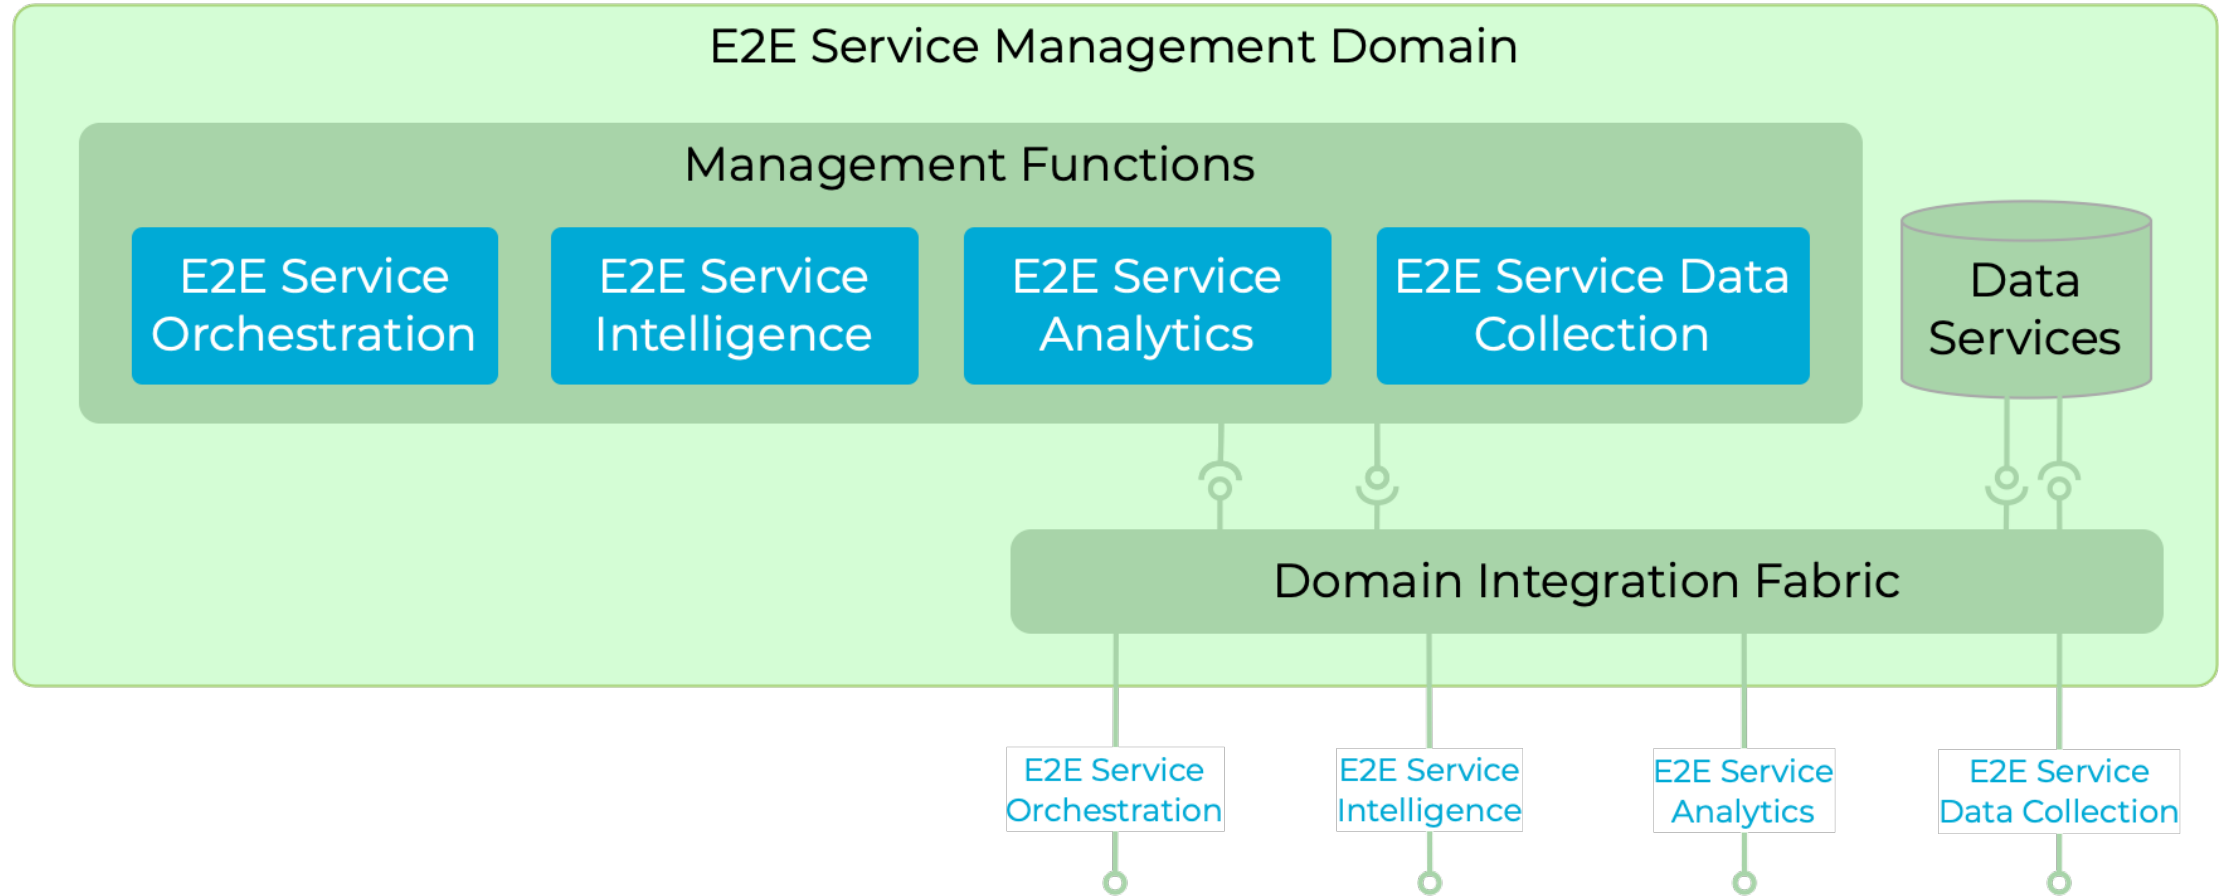 E2E Service Management Domain
Management Functions
E2E Service
Orchestration
E2E Service
Intelligence
E2E Service
Analytics
E2E Service Data
Collection
Data
Services
Domain Integration Fabric
E2E Service
Orchestration
E2E Service
Intelligence
E2E Service
Analytics
E2E Service
Data Collection